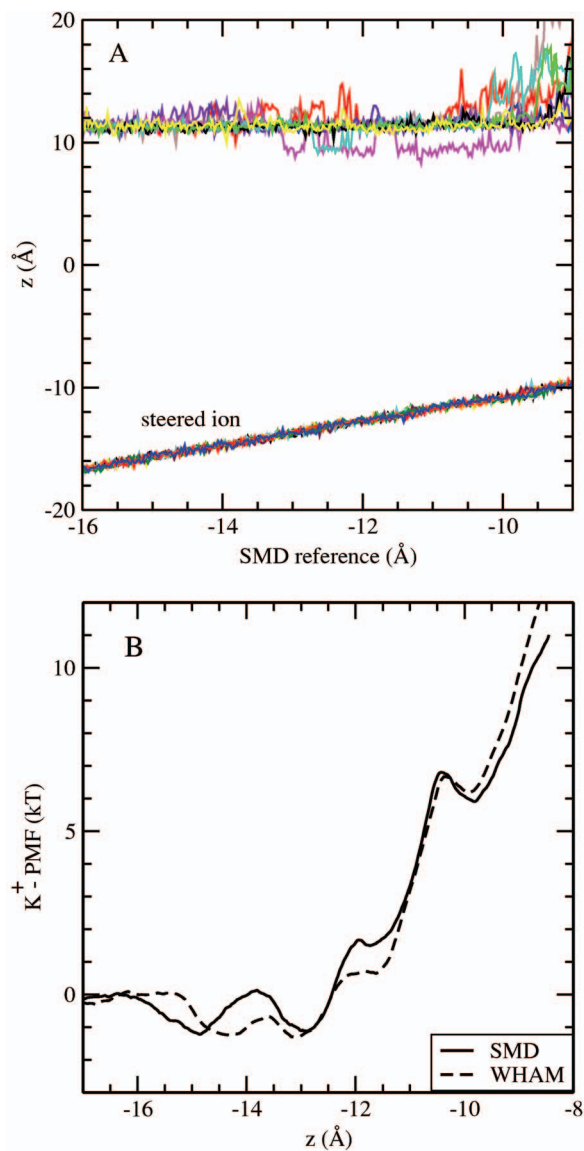 20
A
10
0
z (Å)
-10
steered ion
-20
-16
-14
-12
-10
SMD reference (Å)
B
10
5
K+ - PMF (kT)
0
SMD
WHAM
-16
-14
-12
-10
-8
z (Å)